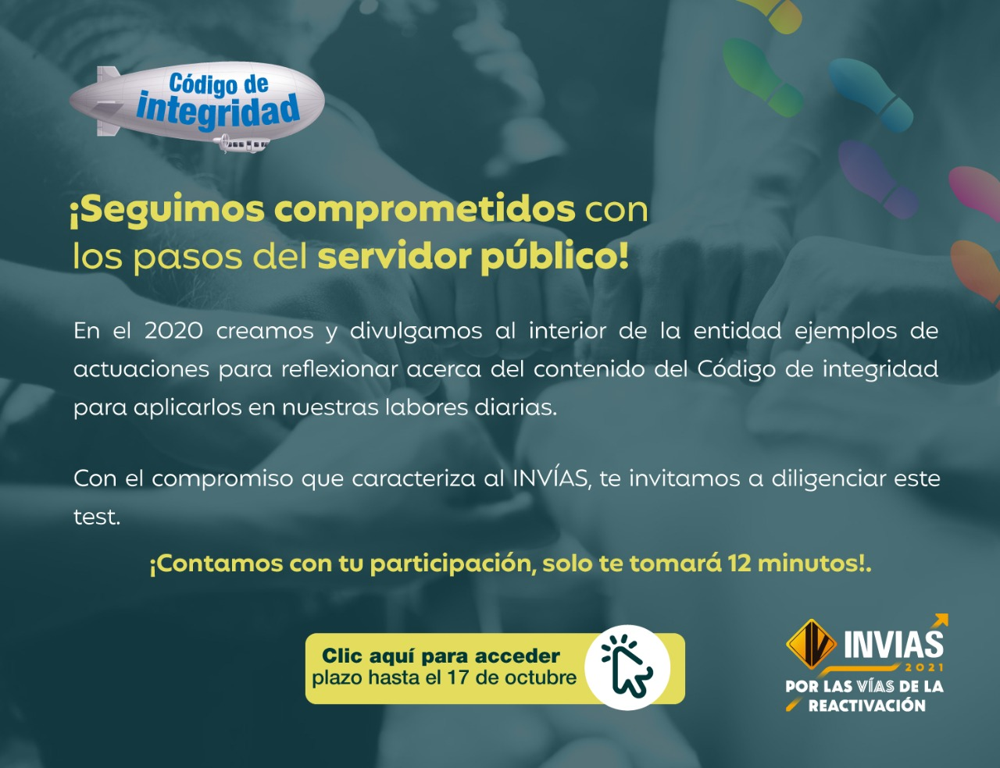 Código de
integridad
¡Seguimos comprometidos con
los pasos del servidor público!
En el 2020 creamos y divulgamos al interior de la entidad ejemplos de
actuaciones para reflexionar acerca del contenido del Código de integridad
para aplicarlos en nuestras labores diarias.
Con el compromiso que caracteriza al INVÍAS, te invitamos a diligenciar este
test.
¡Contamos con tu participación, solo te tomará 12 minutos!.
Clic aquí para acceder
plazo hasta el 17 de octubre
IV INVIAS
2021
POR LAS VÍAS DE LA
REACTIVACIÓN